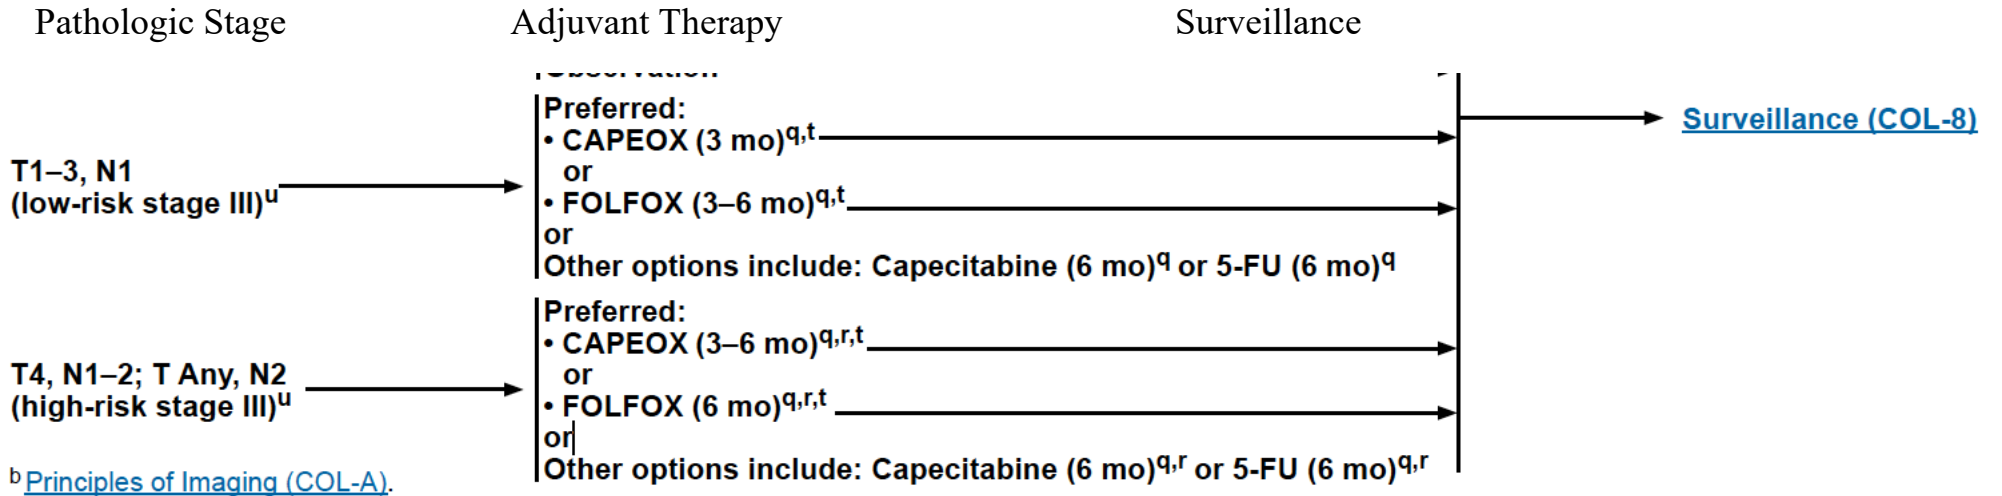 Pathologic Stage Adjuvant Therapy Surveillance
Observation
Preferred:
• CAPEOX (3 mo)q,t
or
• FOLFOX (3–6 mo)q,t
or
Other options include: Capecitabine (6 mo)q or 5-FU (6 mo)q
T1–3, N1
(low-risk stage III)u
Surveillance (COL-8)
Preferred:
• CAPEOX (3–6 mo)q,r,t
or
• FOLFOX (6 mo)q,r,t
or
Other options include: Capecitabine (6 mo)q,r or 5-FU (6 mo)q,r
T4, N1–2; T Any, N2
(high-risk stage III)u
b Principles of Imaging (COL-A).